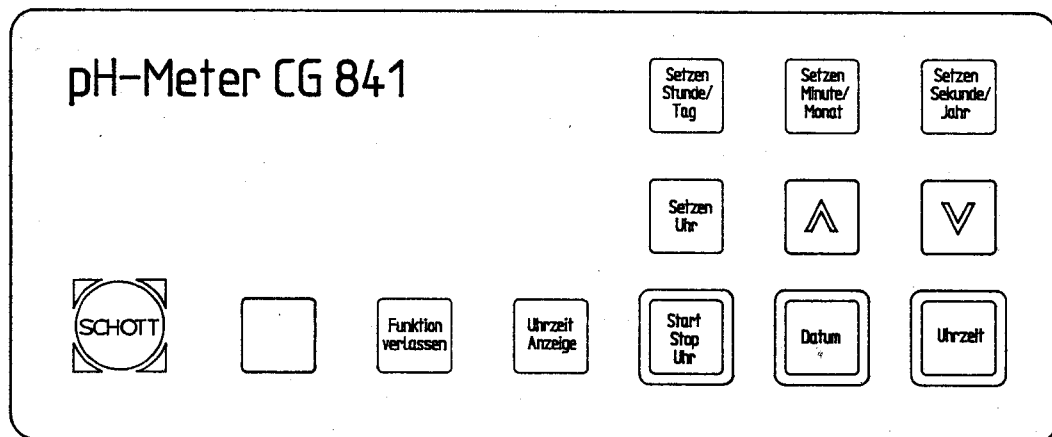 pH-Meter CG 841
Setzen
Stunde/
Tag
Setzen
Minute/
Monat
Setzen
Sekunde/
Jahr
Setzen
Uhr
SCHOTT
Funktion
verlassen
Uhrzeit
Anzeige
Start
Stop
Uhr
Datum
Uhrzeit